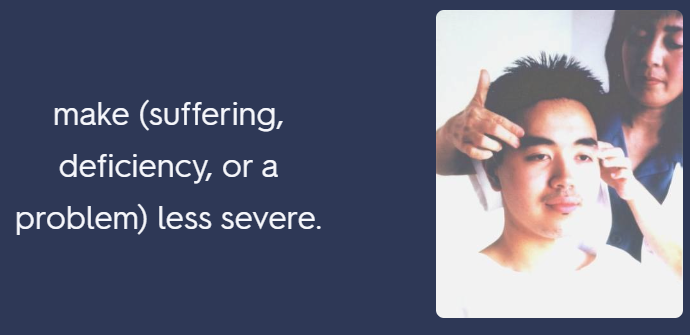 make (suffering,
deficiency, or a
problem) less severe.